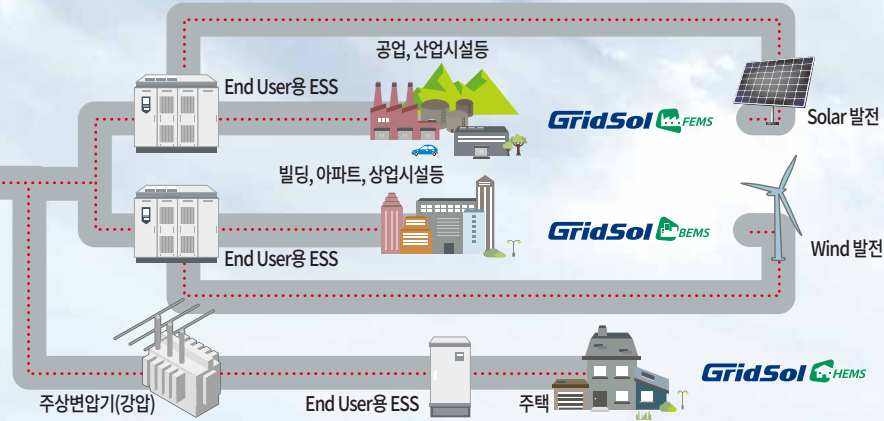 공업, 산업시설등
End User용 ESS
GridSol FEMS
Solar 발전
빌딩, 아파트, 상업시설등
End User용 ESS
GridSol BEMS
Wind 발전
주상변압기(강압)
End User용 ESS
주택
GridSol HEMS